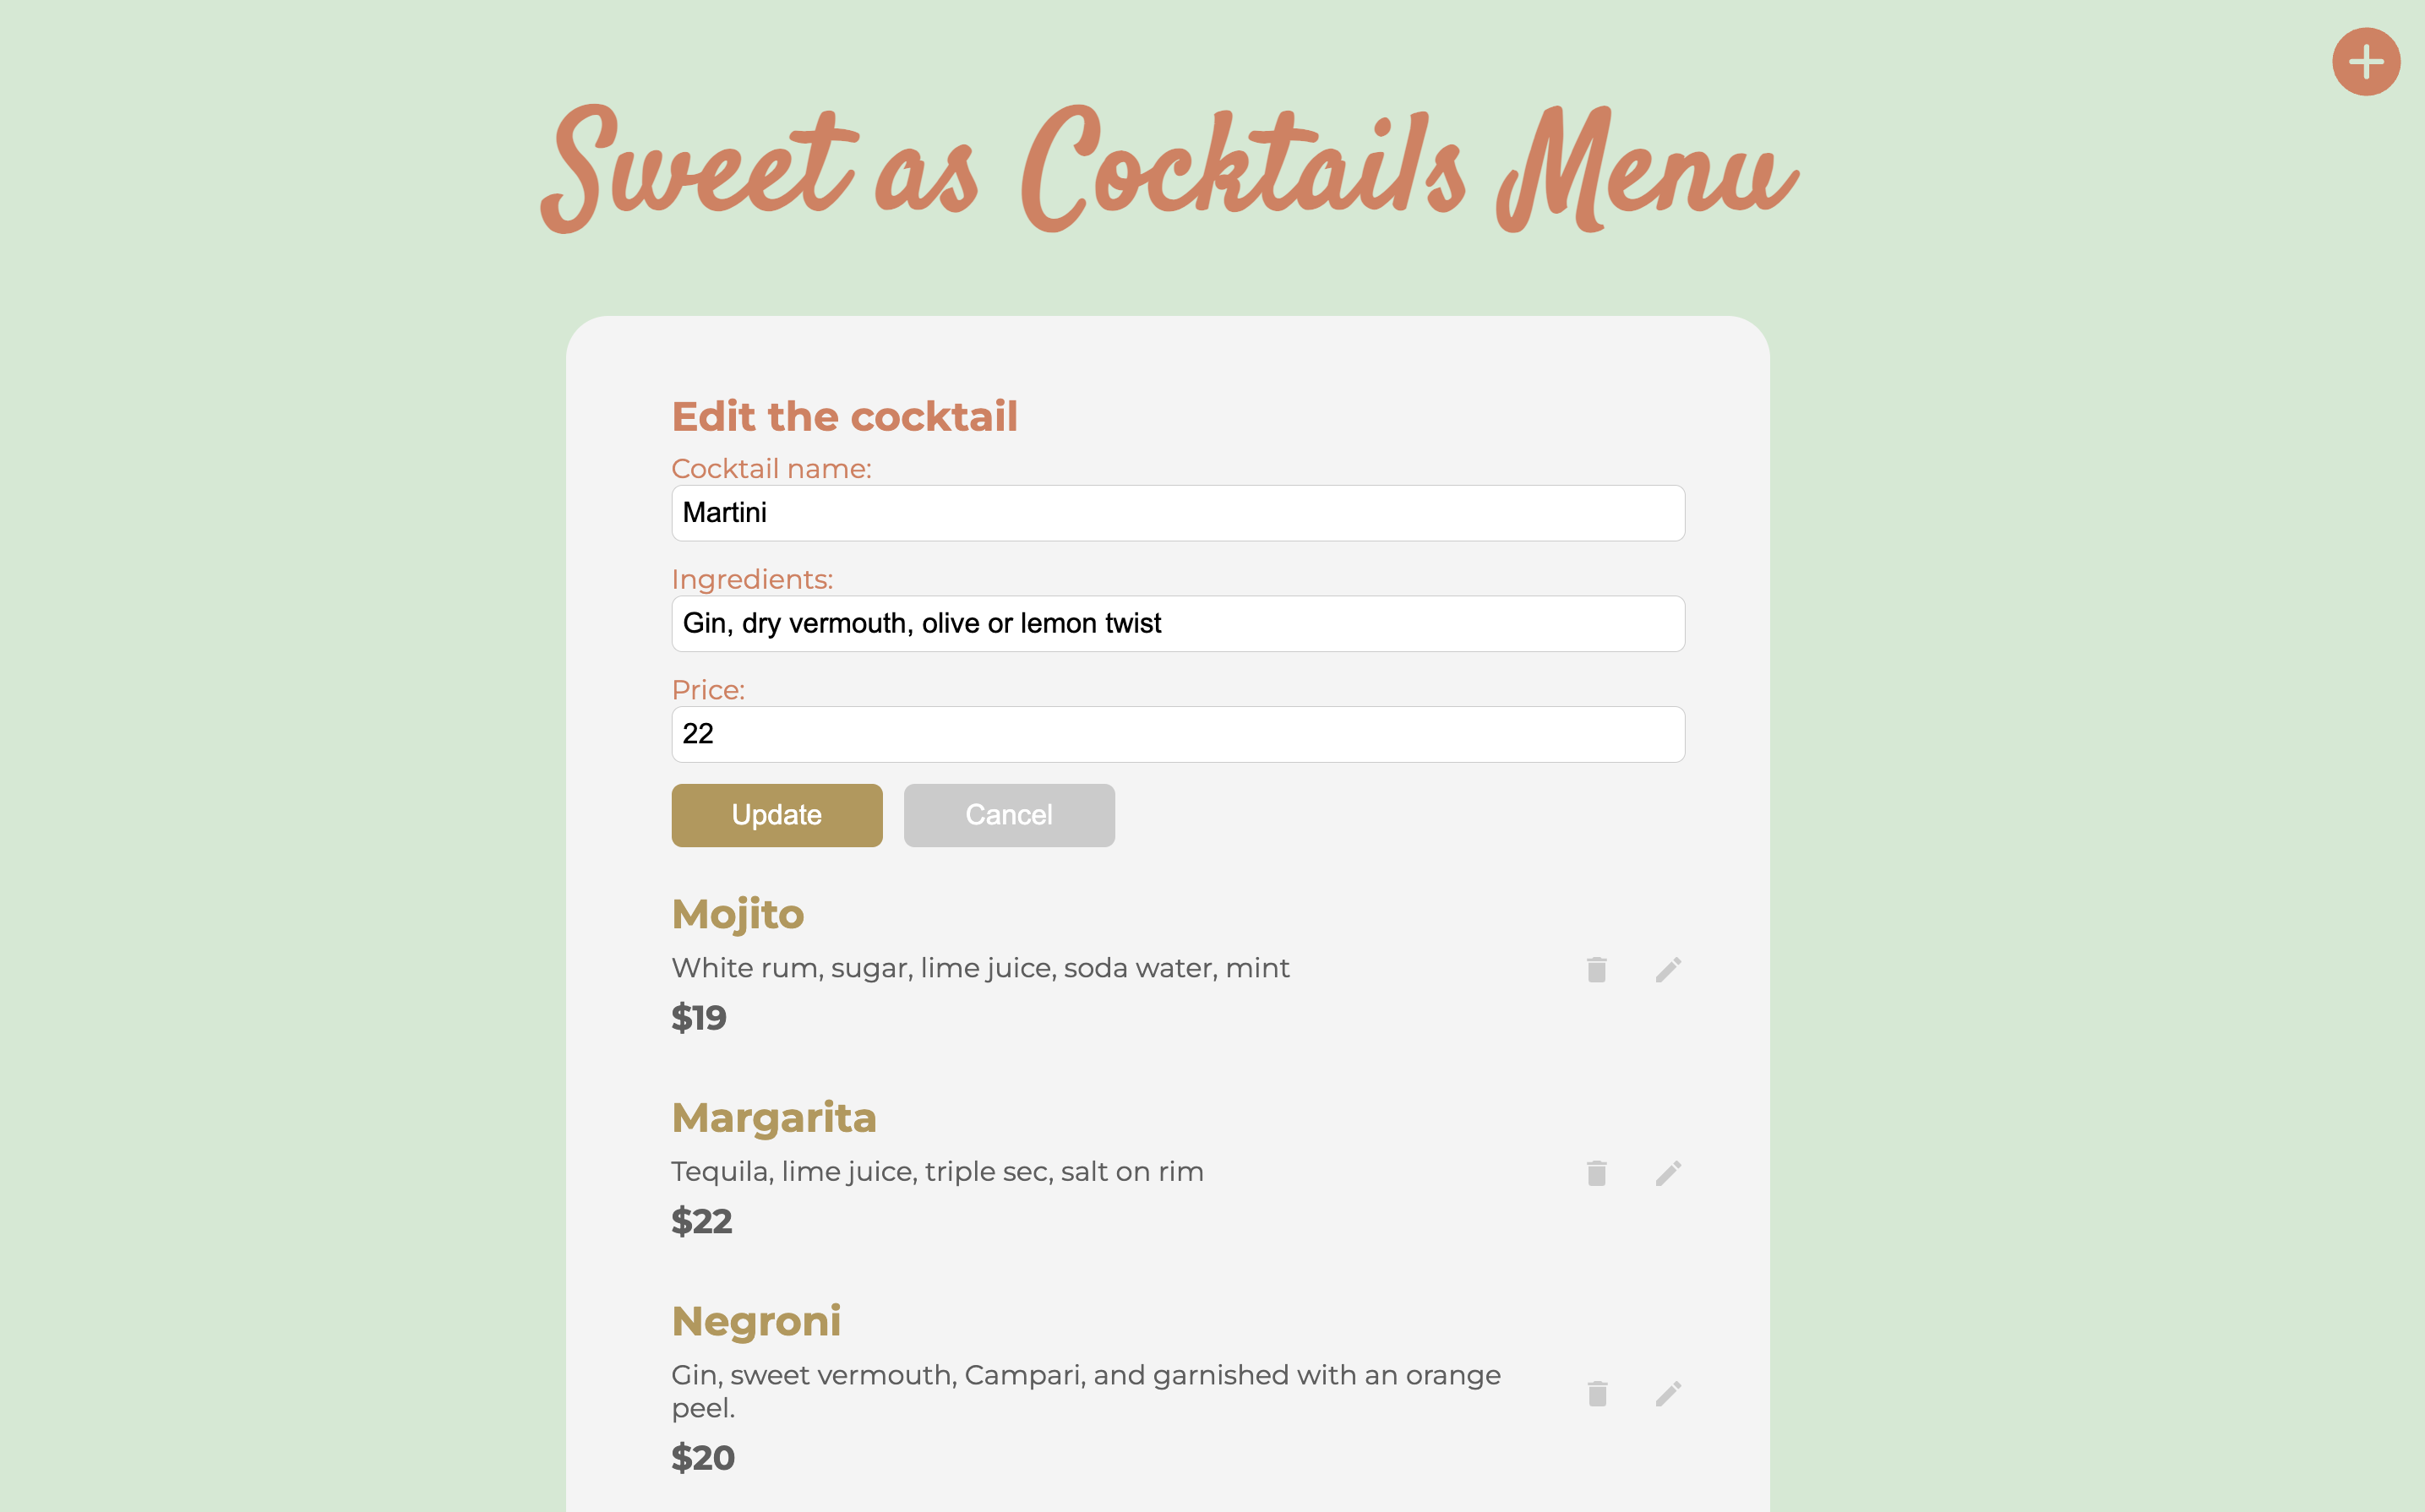 Sweet as Cocktails Menu
Edit the cocktail
Cocktail name:
Martini
Ingredients:
Gin, dry vermouth, olive or lemon twist
Price:
22
Update
Cancel
Mojito
White rum, sugar, lime juice, soda water, mint
$19
Margarita
Tequila, lime juice, triple sec, salt on rim
$22
Negroni
Gin, sweet vermouth, Campari, and garnished with an orange
peel.
$20